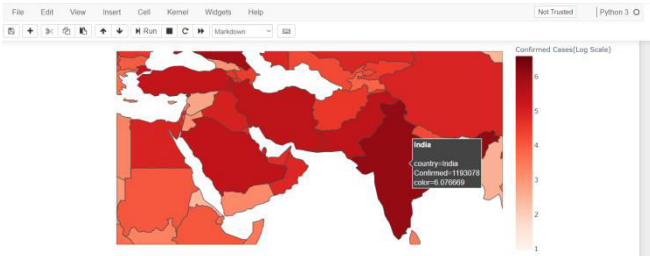 File Edit View Insert Cell Kernel Widgets Help
Not Trusted
Python 3
Run
Markdown
Confirmed Cases(Log Scale)
6
5
4
3
2
1
India
country=India
Confirmed=1193078
color=6.076669